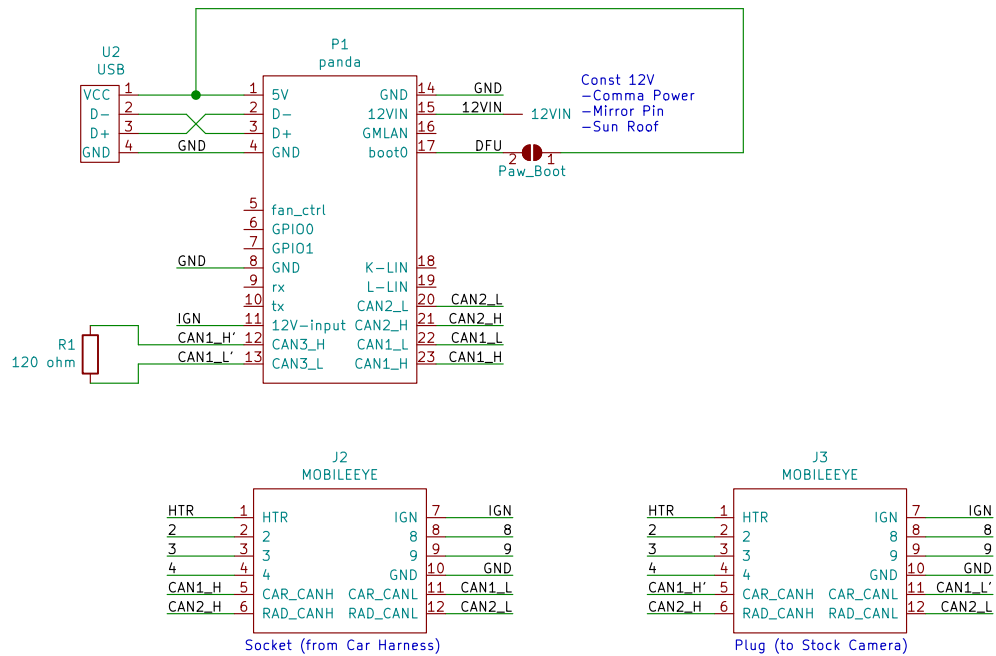 U2
USB
VCC 1
D- 2
D+ 3
GND 4
GND
P1
panda
1 5V
2 D-
3 D+
4 GND
5 fan_ctrl
6 GPIO0
7 GPIO1
GND 8 GND
9 rx
10 tx
IGN 11 12V-input
CAN1_H' 12 CAN3_H
CAN1_L' 13 CAN3_L
R1
120 ohm
GND 14 GND
12VIN 15 12VIN 12VIN
GMLAN 16
boot0 17 DFU 2 1
Paw_Boot
K-LIN 18
L-LIN 19
CAN2_L 20 CAN2_L
CAN2_H 21 CAN2_H
CAN1_L 22 CAN1_L
CAN1_H 23 CAN1_H
Const 12V
-Comma Power
-Mirror Pin
-Sun Roof
J2
MOBILEEYE
HTR 1 HTR IGN 7 IGN
2 2 2 8 8 8
3 3 3 9 9 9
4 4 4 GND 10 GND
CAN1_H 5 CAR_CANH CAR_CANL 11 CAN1_L
CAN2_H 6 RAD_CANH RAD_CANL 12 CAN2_L
Socket (from Car Harness)
J3
MOBILEEYE
HTR 1 HTR IGN 7 IGN
2 2 2 8 8 8
3 3 3 9 9 9
4 4 4 GND 10 GND
CAN1_H' 5 CAR_CANH CAR_CANL 11 CAN1_L'
CAN2_H 6 RAD_CANH RAD_CANL 12 CAN2_L
Plug (to Stock Camera)